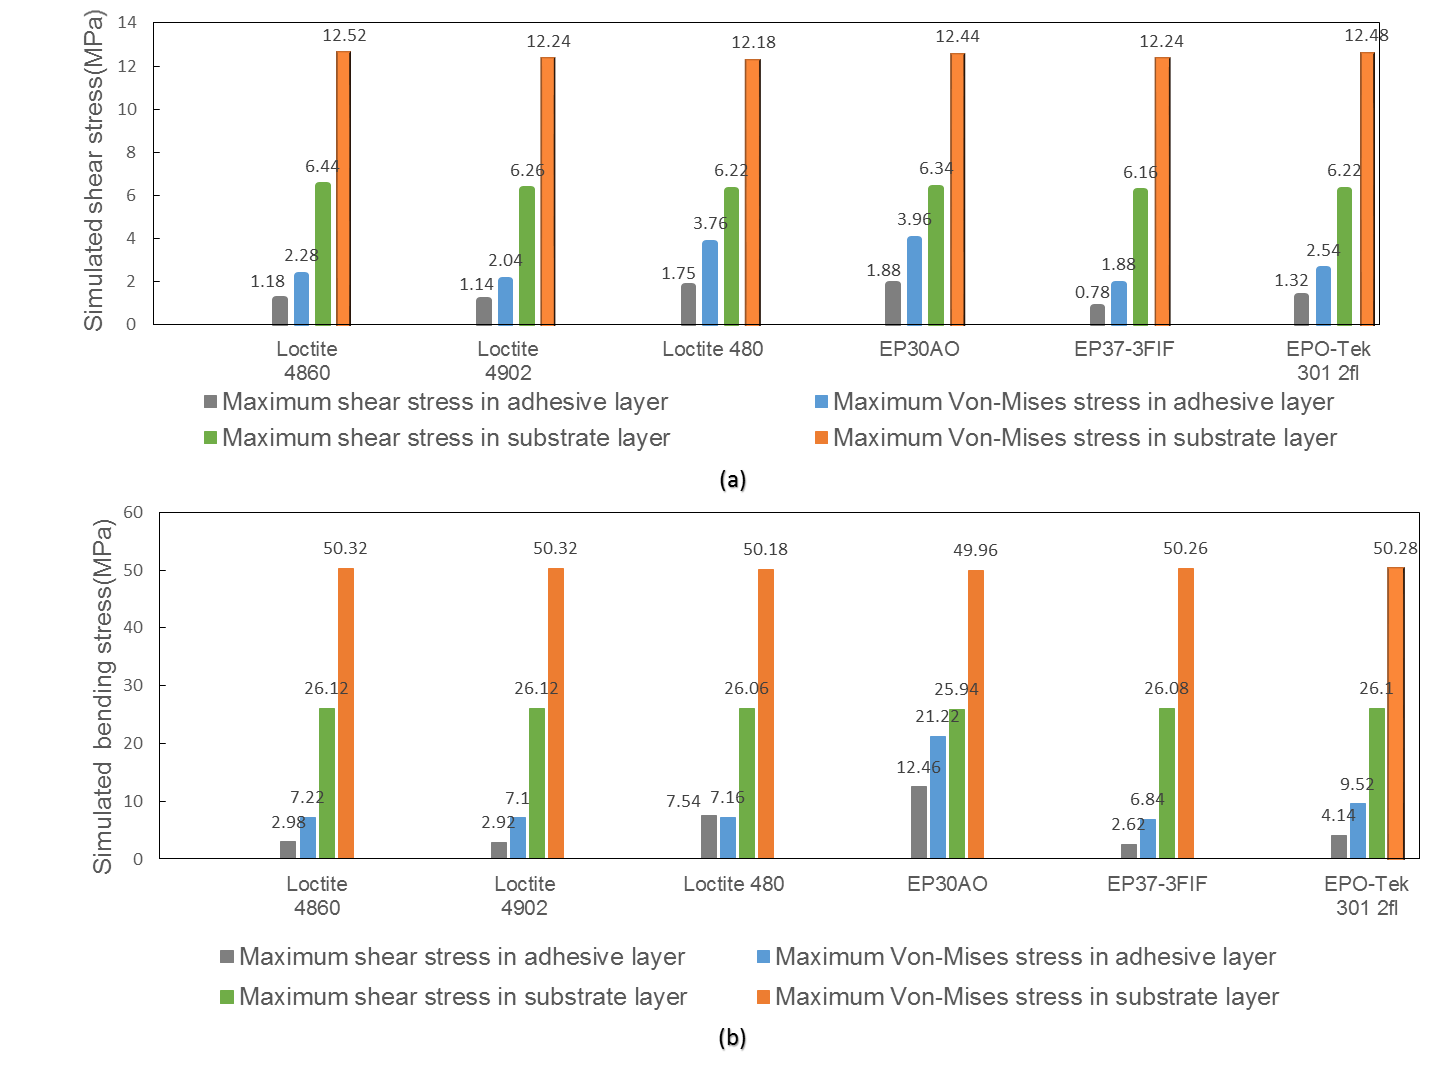 Simulated shear stress(MPa)
14
12
10
8
6
4
2
0
1.18
2.28
6.44
12.52
1.14
2.04
6.26
12.24
1.75
3.76
6.22
12.18
1.88
3.96
6.34
12.44
0.78
1.88
6.16
12.24
1.32
2.54
6.22
12.48
Loctite
4860
Loctite
4902
Loctite 480
EP30AO
EP37-3FIF
EPO-Tek
301 2fl
Maximum shear stress in adhesive layer
Maximum Von-Mises stress in adhesive layer
Maximum shear stress in substrate layer
Maximum Von-Mises stress in substrate layer
(a)
Simulated bending stress(MPa)
60
50
40
30
20
10
0
2.98
7.22
26.12
50.32
2.92
7.1
26.12
50.32
7.54
7.16
26.06
50.18
12.46
21.22
25.94
49.96
2.62
6.84
26.08
50.26
4.14
9.52
26.1
50.28
Loctite
4860
Loctite
4902
Loctite 480
EP30AO
EP37-3FIF
EPO-Tek
301 2fl
Maximum shear stress in adhesive layer
Maximum Von-Mises stress in adhesive layer
Maximum shear stress in substrate layer
Maximum Von-Mises stress in substrate layer
(b)